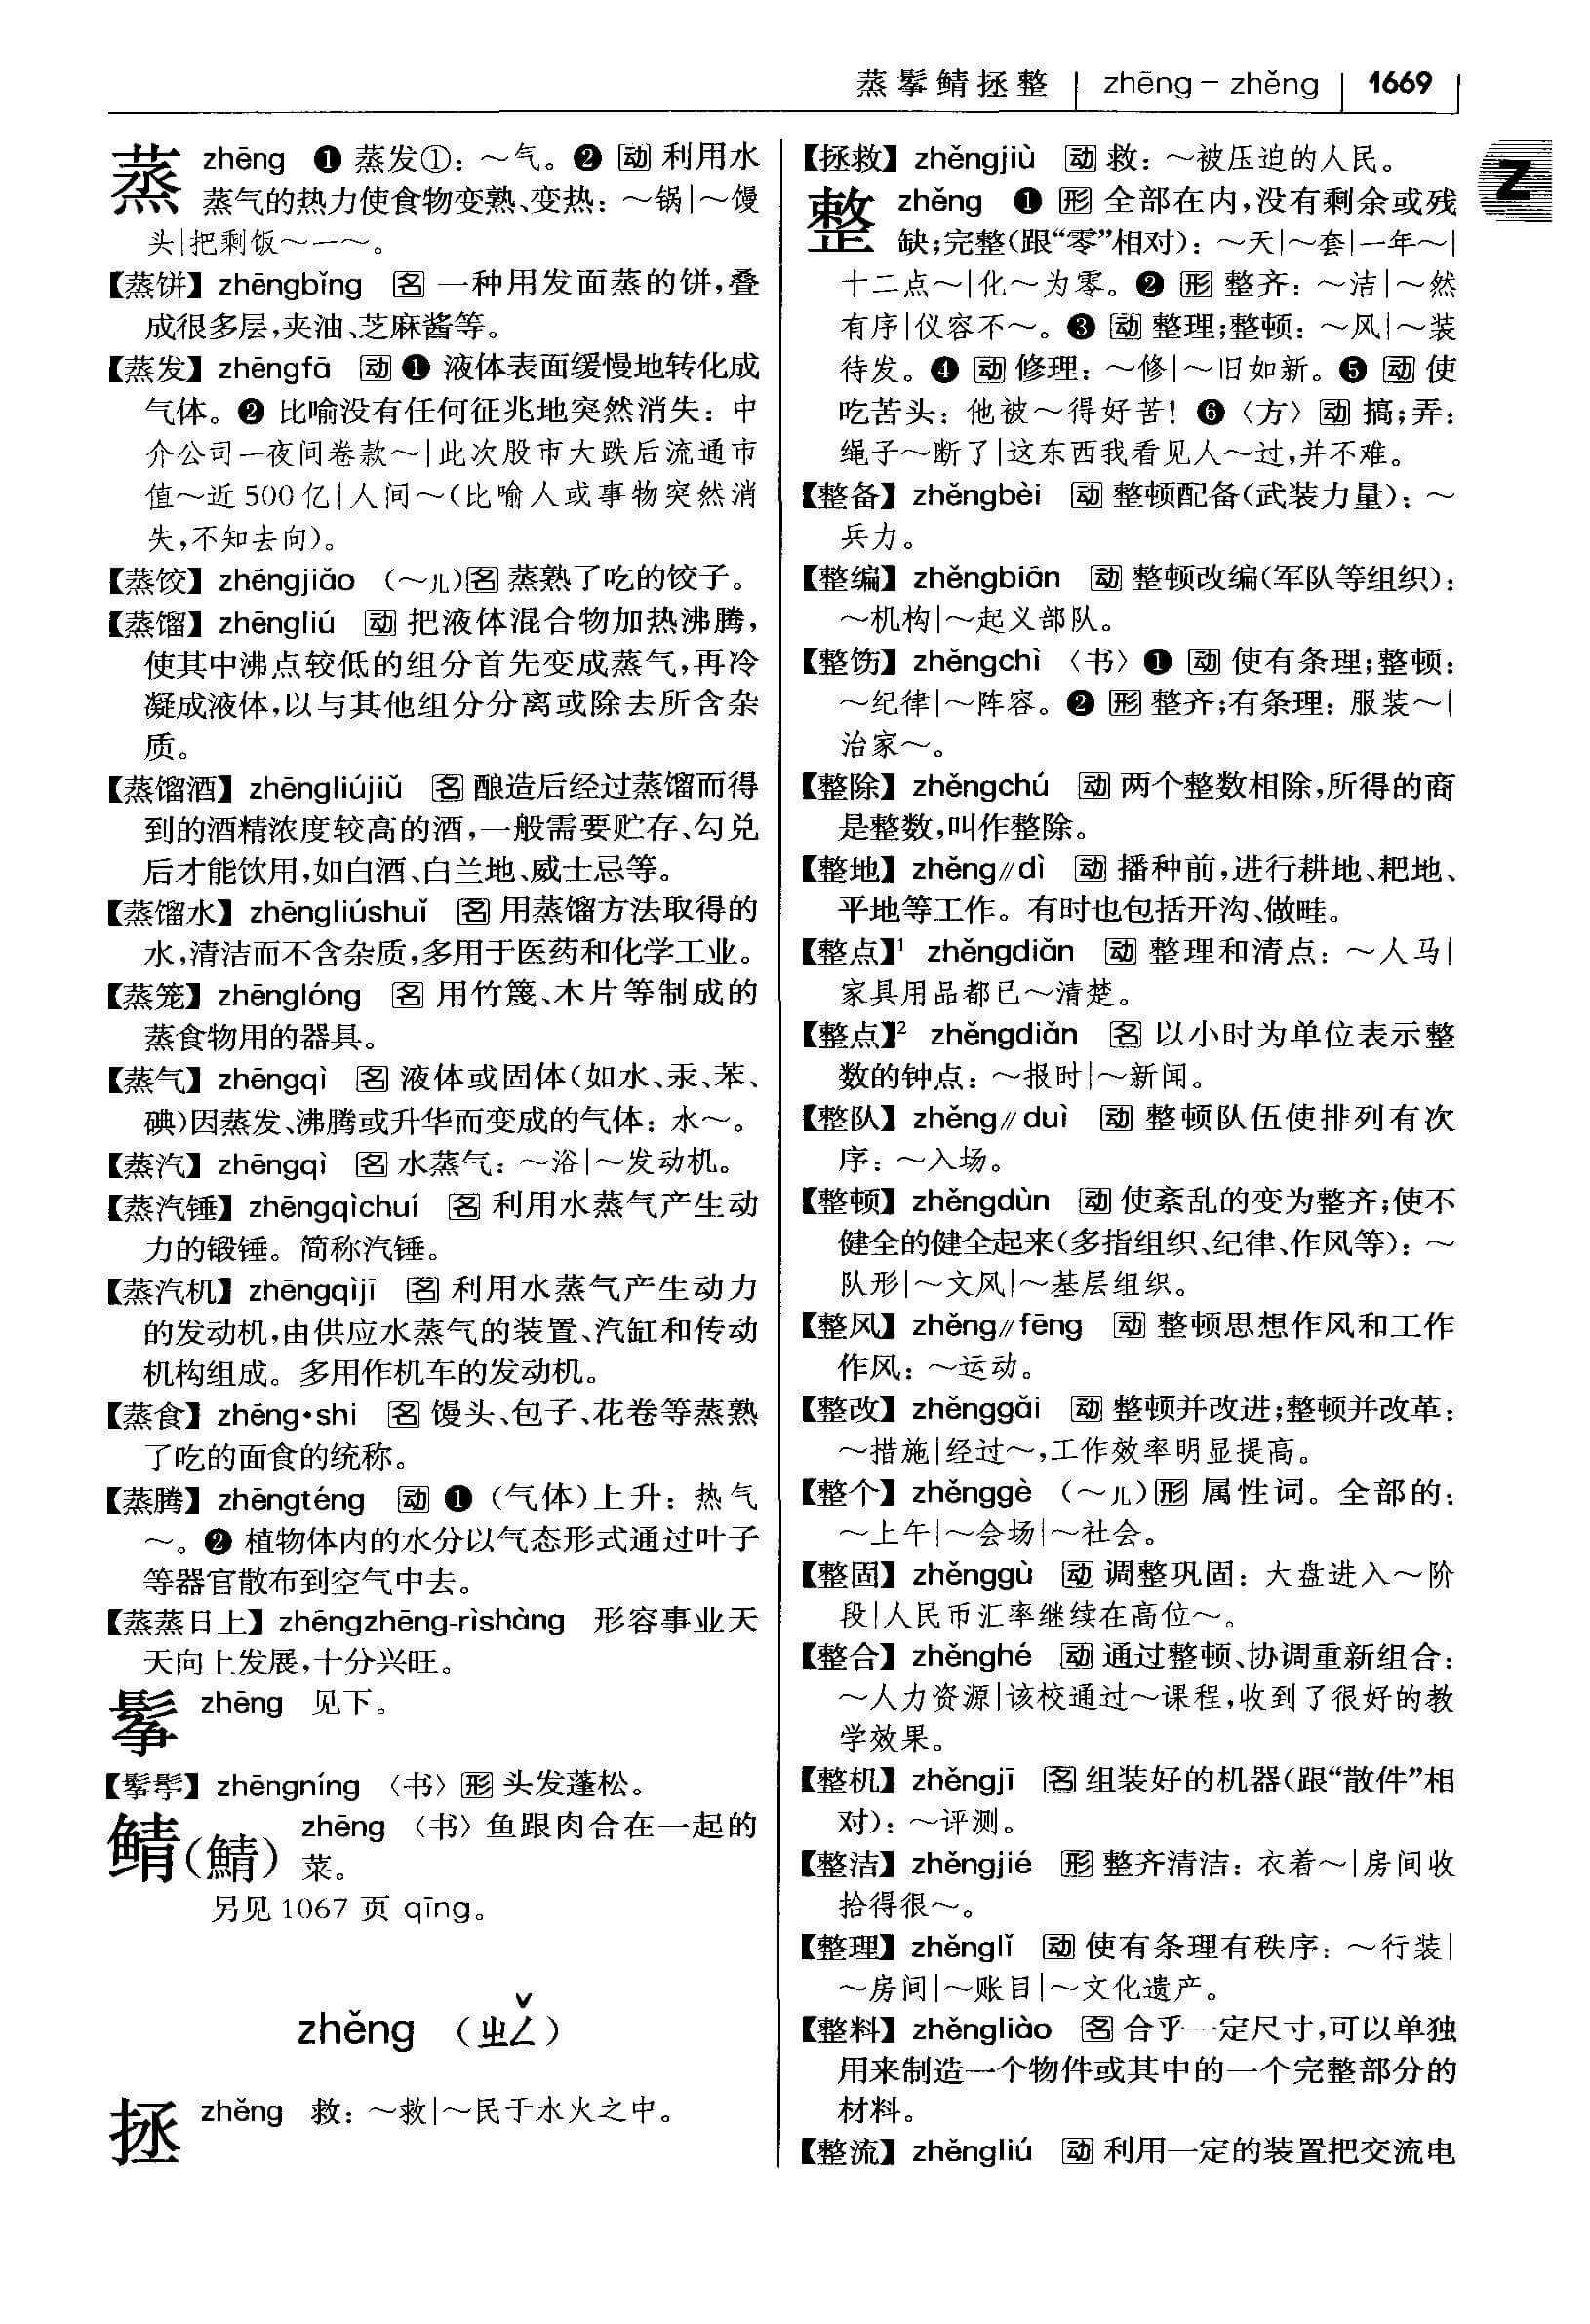 蒸鬇鲭拯整 | zhēng – zhěng | 1669
Z
蒸 zhēng ❶ 蒸发①：～气。❷ 动 利用水
蒸气的热力使食物变熟、变热：～锅|～馒
头|把剩饭～一～。
【蒸饼】zhēngbǐng 名 一种用发面蒸的饼，叠
成很多层，夹油、芝麻酱等。
【蒸发】zhēngfā 动 ❶ 液体表面缓慢地转化成
气体。❷ 比喻没有任何征兆地突然消失：中
介公司一夜间卷款～|此次股市大跌后流通市
值～近500亿|人间～（比喻人或事物突然消
失，不知去向）。
【蒸饺】zhēngjiǎo （～儿）名 蒸熟了吃的饺子。
【蒸馏】zhēngliú 动 把液体混合物加热沸腾，
使其中沸点较低的组分首先变成蒸气，再冷
凝成液体，以与其他组分分离或除去所含杂
质。
【蒸馏酒】zhēngliújiǔ 名 酿造后经过蒸馏而得
到的酒精浓度较高的酒，一般需要贮存、勾兑
后才能饮用，如白酒、白兰地、威士忌等。
【蒸馏水】zhēngliúshuǐ 名 用蒸馏方法取得的
水，清洁而不含杂质，多用于医药和化学工业。
【蒸笼】zhēnglóng 名 用竹篾、木片等制成的
蒸食物用的器具。
【蒸气】zhēngqì 名 液体或固体（如水、汞、苯、
碘）因蒸发、沸腾或升华而变成的气体：水～。
【蒸汽】zhēngqì 名 水蒸气：～浴|～发动机。
【蒸汽锤】zhēngqìchuí 名 利用水蒸气产生动
力的锻锤。简称汽锤。
【蒸汽机】zhēngqìjī 名 利用水蒸气产生动力
的发动机，由供应水蒸气的装置、汽缸和传动
机构组成。多用作机车的发动机。
【蒸食】zhēng•shi 名 馒头、包子、花卷等蒸熟
了吃的面食的统称。
【蒸腾】zhēngténg 动 ❶（气体）上升：热气
～。❷ 植物体内的水分以气态形式通过叶子
等器官散布到空气中去。
【蒸蒸日上】zhēngzhēng-rìshàng 形容事业天
天向上发展，十分兴旺。
鬇 zhēng 见下。
【鬇鬡】zhēngníng 〈书〉形 头发蓬松。
鲭（鯖） zhēng 〈书〉鱼跟肉合在一起的
菜。
另见1067页 qīng。
zhěng （ㄓㄥˇ）
拯 zhěng 救：～救|～民于水火之中。
【拯救】zhěngjiù 动 救：～被压迫的人民。
整 zhěng ❶ 形 全部在内，没有剩余或残
缺；完整（跟“零”相对）：～天|～套|一年～|
十二点～|化～为零。❷ 形 整齐：～洁|～然
有序|仪容不～。❸ 动 整理；整顿：～风|～装
待发。❹ 动 修理：～修|～旧如新。❺ 动 使
吃苦头：他被～得好苦！❻〈方〉动 搞；弄：
绳子～断了|这东西我看见人～过，并不难。
【整备】zhěngbèi 动 整顿配备（武装力量）：～
兵力。
【整编】zhěngbiān 动 整顿改编（军队等组织）：
～机构|～起义部队。
【整饬】zhěngchì 〈书〉❶ 动 使有条理；整顿：
～纪律|～阵容。❷ 形 整齐；有条理：服装～|
治家～。
【整除】zhěngchú 动 两个整数相除，所得的商
是整数，叫作整除。
【整地】zhěng∥dì 动 播种前，进行耕地、耙地、
平地等工作。有时也包括开沟、做畦。
【整点】¹ zhěngdiǎn 动 整理和清点：～人马|
家具用品都已～清楚。
【整点】² zhěngdiǎn 名 以小时为单位表示整
数的钟点：～报时|～新闻。
【整队】zhěng∥duì 动 整顿队伍使排列有次
序：～入场。
【整顿】zhěngdùn 动 使紊乱的变为整齐；使不
健全的健全起来（多指组织、纪律、作风等）：～
队形|～文风|～基层组织。
【整风】zhěng∥fēng 动 整顿思想作风和工作
作风：～运动。
【整改】zhěnggǎi 动 整顿并改进；整顿并改革：
～措施|经过～，工作效率明显提高。
【整个】zhěnggè （～儿）形 属性词。全部的：
～上午|～会场|～社会。
【整固】zhěnggù 动 调整巩固：大盘进入～阶
段|人民币汇率继续在高位～。
【整合】zhěnghé 动 通过整顿、协调重新组合：
～人力资源|该校通过～课程，收到了很好的教
学效果。
【整机】zhěngjī 名 组装好的机器（跟“散件”相
对）：～评测。
【整洁】zhěngjié 形 整齐清洁：衣着～|房间收
拾得很～。
【整理】zhěnglǐ 动 使有条理有秩序：～行装|
～房间|～账目|～文化遗产。
【整料】zhěngliào 名 合乎一定尺寸，可以单独
用来制造一个物件或其中的一个完整部分的
材料。
【整流】zhěngliú 动 利用一定的装置把交流电